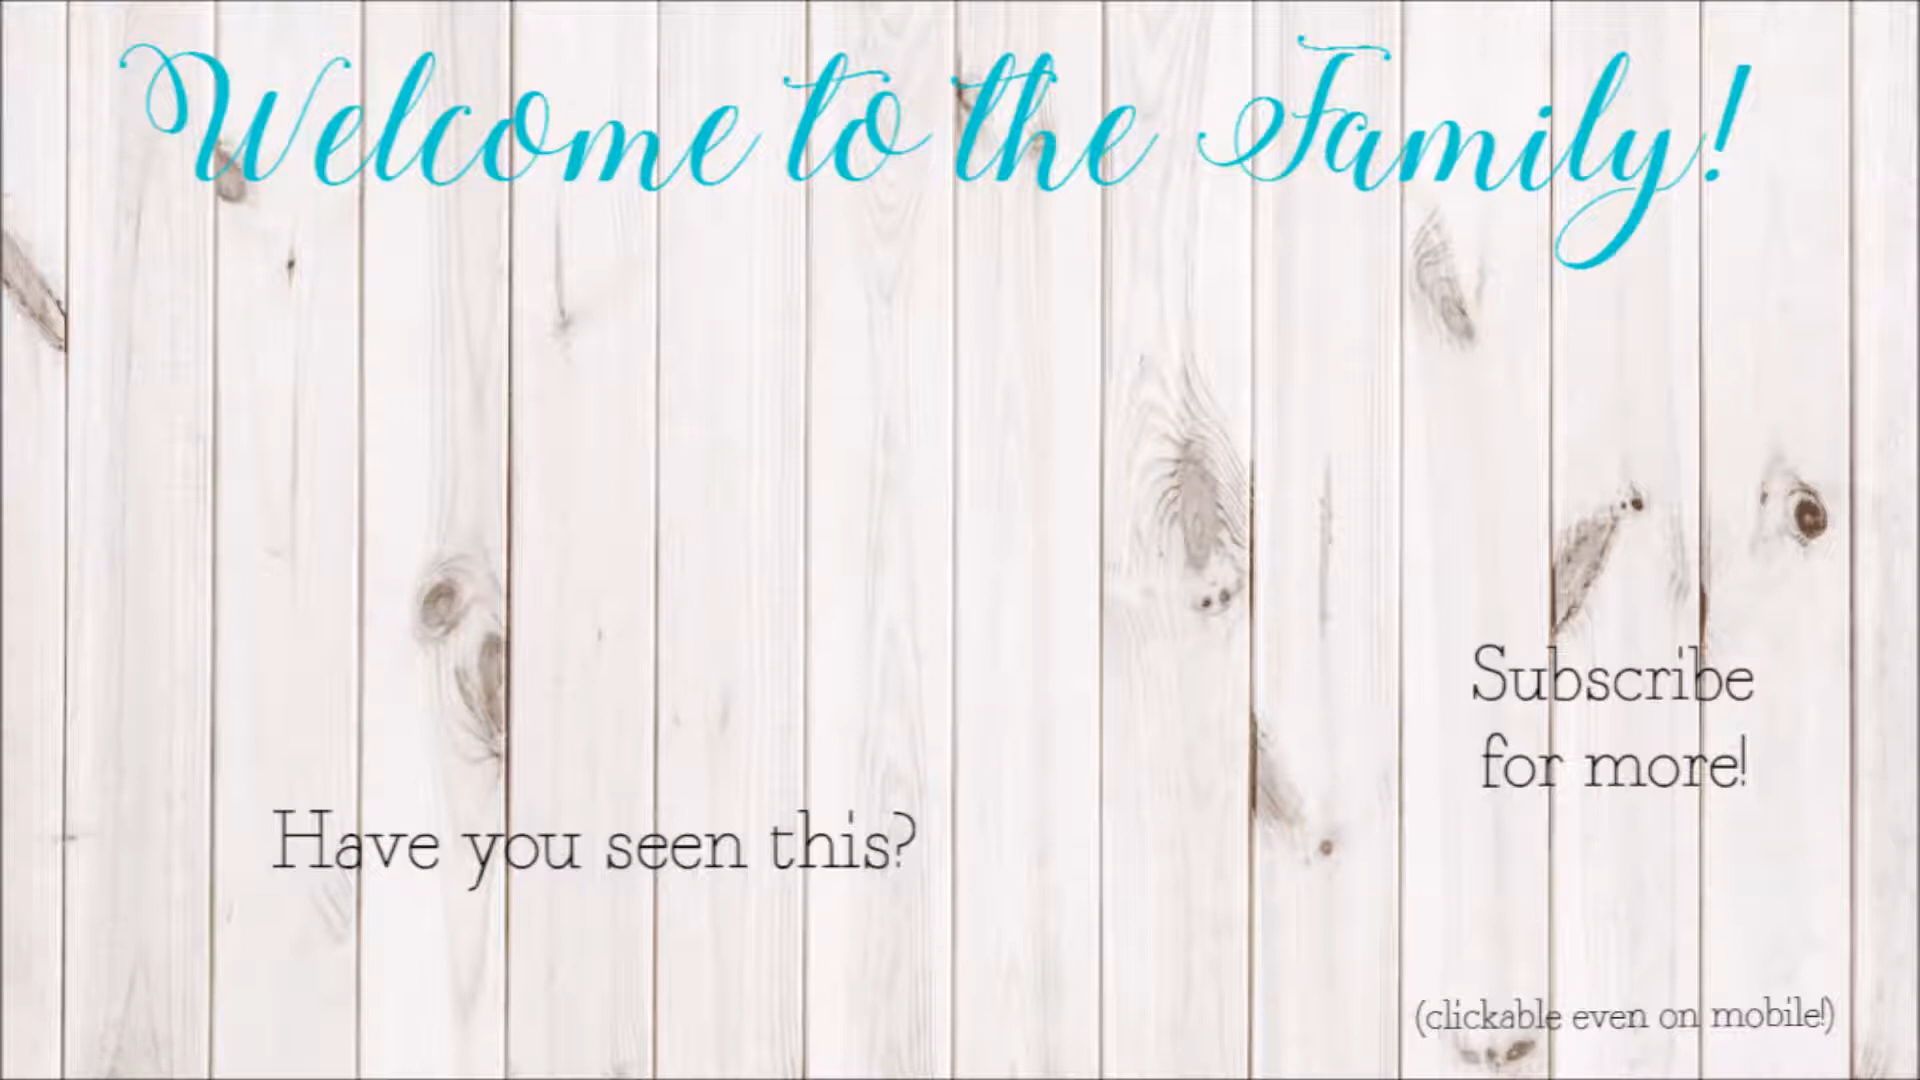 Welcome to the Family!
Subscribe
for more!
Have you seen this?
(clickable even on mobile!)